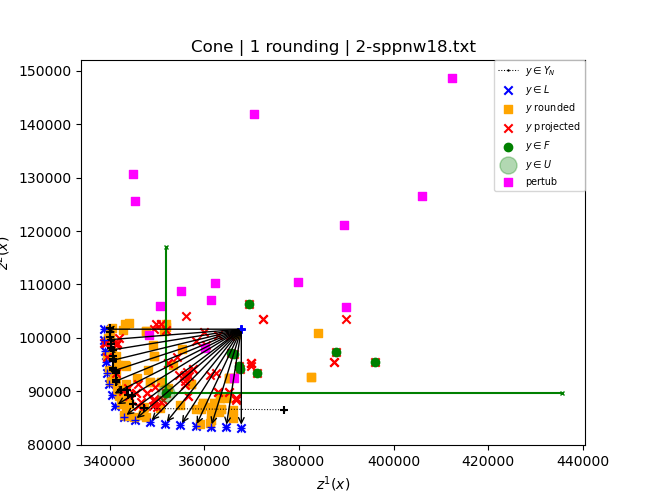 Cone | 1 rounding | 2-sppnw18.txt
150000
140000
130000
120000
110000
100000
90000
80000
z²(x)
340000 360000 380000 400000 420000 440000
z¹(x)
y ∈ Y_N
y ∈ L
y rounded
y projected
y ∈ F
y ∈ U
pertub